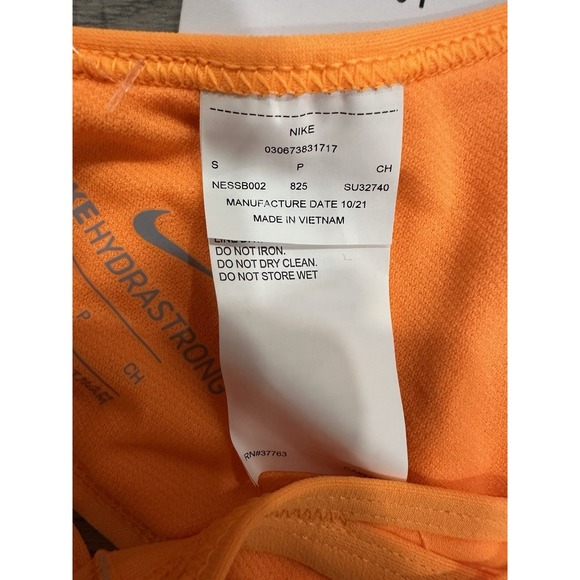 NIKE
030673831717
S P CH
NESSB002 825 SU32740
MANUFACTURE DATE 10/21
MADE IN VIETNAM
DO NOT IRON.
DO NOT DRY CLEAN.
DO NOT STORE WET
RN#37763
HYDRASTRONG
P
CH